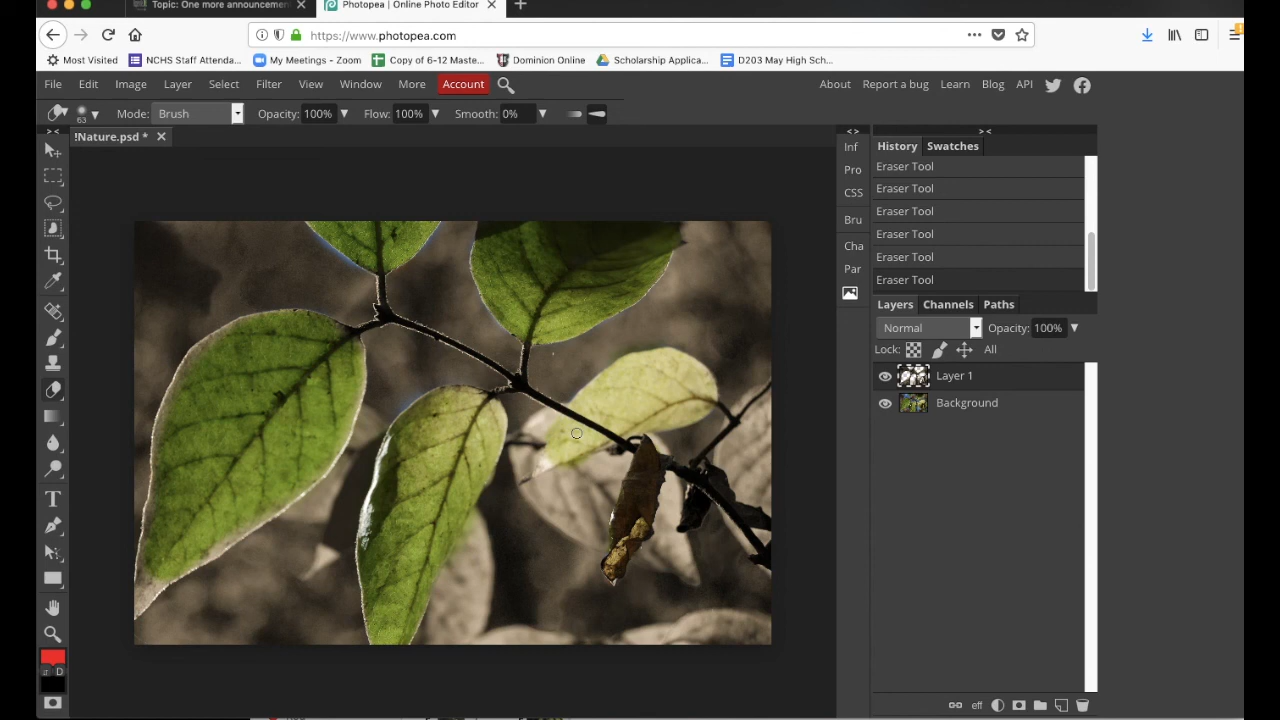 Topic: One more announcemen
Photopea | Online Photo Editor
https://www.photopea.com
Most Visited
NCHS Staff Attenda...
My Meetings - Zoom
Copy of 6-12 Maste...
Dominion Online
Scholarship Applica...
D203 May High Sch...
File Edit Image Layer Select Filter View Window More Account
About Report a bug Learn Blog API
63 Mode: Brush Opacity: 100% Flow: 100% Smooth: 0%
!Nature.psd *
> <
< >
> <
Inf
Pro
CSS
Bru
Cha
Par
History Swatches
Eraser Tool
Eraser Tool
Eraser Tool
Eraser Tool
Eraser Tool
Eraser Tool
Layers Channels Paths
Normal Opacity: 100%
Lock: All
Layer 1
Background
D
eff